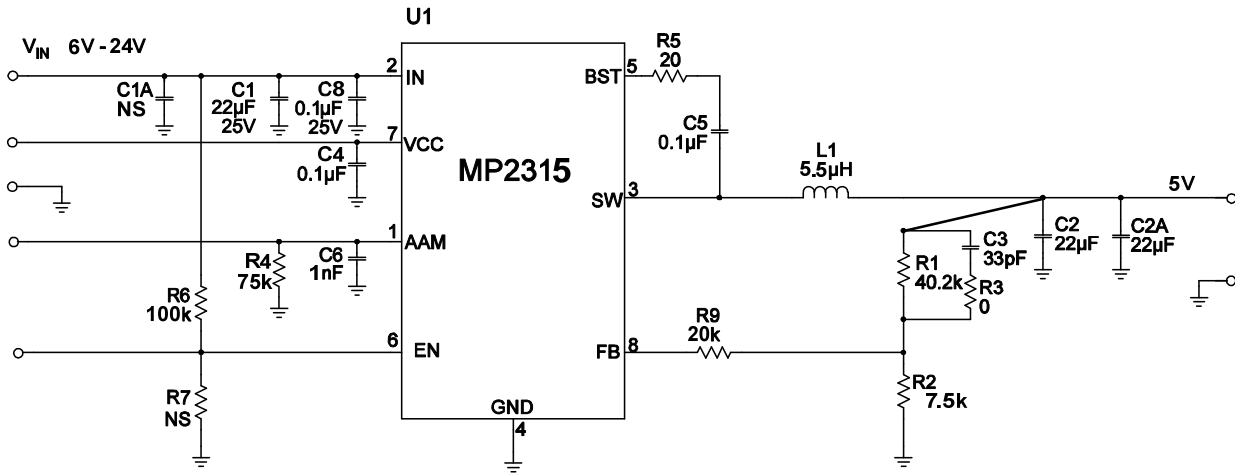 U1
V_IN 6V - 24V
2
IN
C1A
NS
C1
22µF
25V
C8
0.1µF
25V
7
VCC
C4
0.1µF
MP2315
1
AAM
R4
75k
C6
1nF
R6
100k
6
EN
R7
NS
GND
4
BST
5
R5
20
C5
0.1µF
SW
3
L1
5.5µH
5V
C2
22µF
C2A
22µF
R1
40.2k
C3
33pF
R3
0
FB
8
R9
20k
R2
7.5k